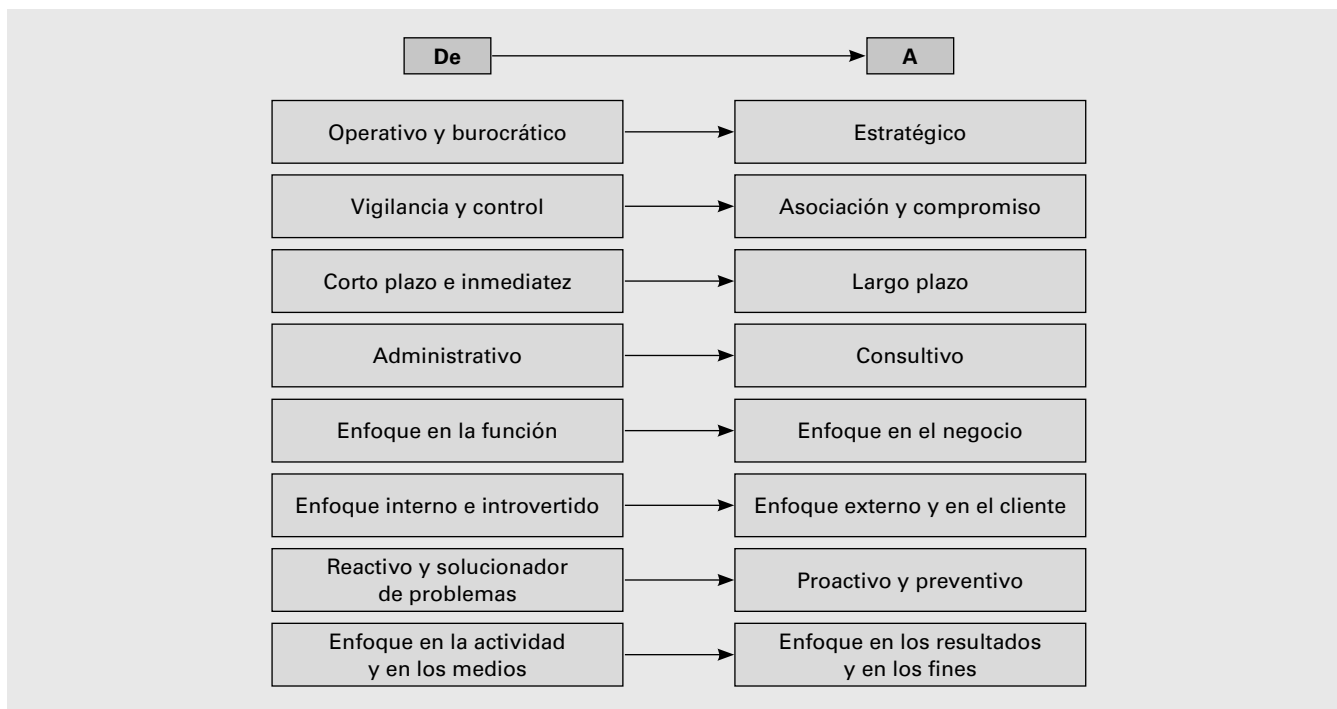 De
A
Operativo y burocrático
Estratégico
Vigilancia y control
Asociación y compromiso
Corto plazo e inmediatez
Largo plazo
Administrativo
Consultivo
Enfoque en la función
Enfoque en el negocio
Enfoque interno e introvertido
Enfoque externo y en el cliente
Reactivo y solucionador
de problemas
Proactivo y preventivo
Enfoque en la actividad
y en los medios
Enfoque en los resultados
y en los fines